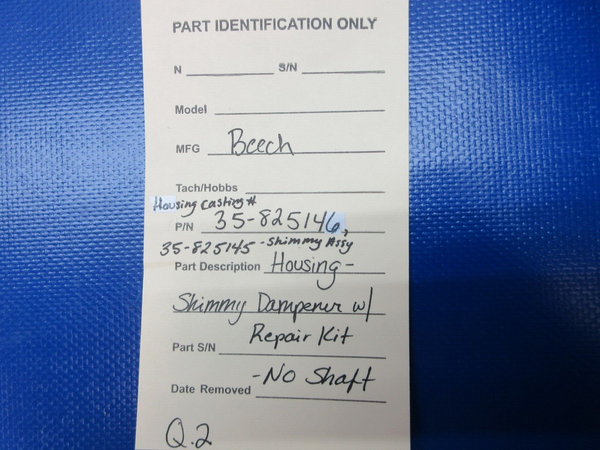 PART IDENTIFICATION ONLY
N S/N
Model
MFG Beech
Tach/Hobbs
Housing Casting #
P/N 35-825146,
35-825145 - Shimmy Assy
Part Description Housing -
Shimmy Dampener w/
Repair Kit
Part S/N
- No Shaft
Date Removed
Q.2